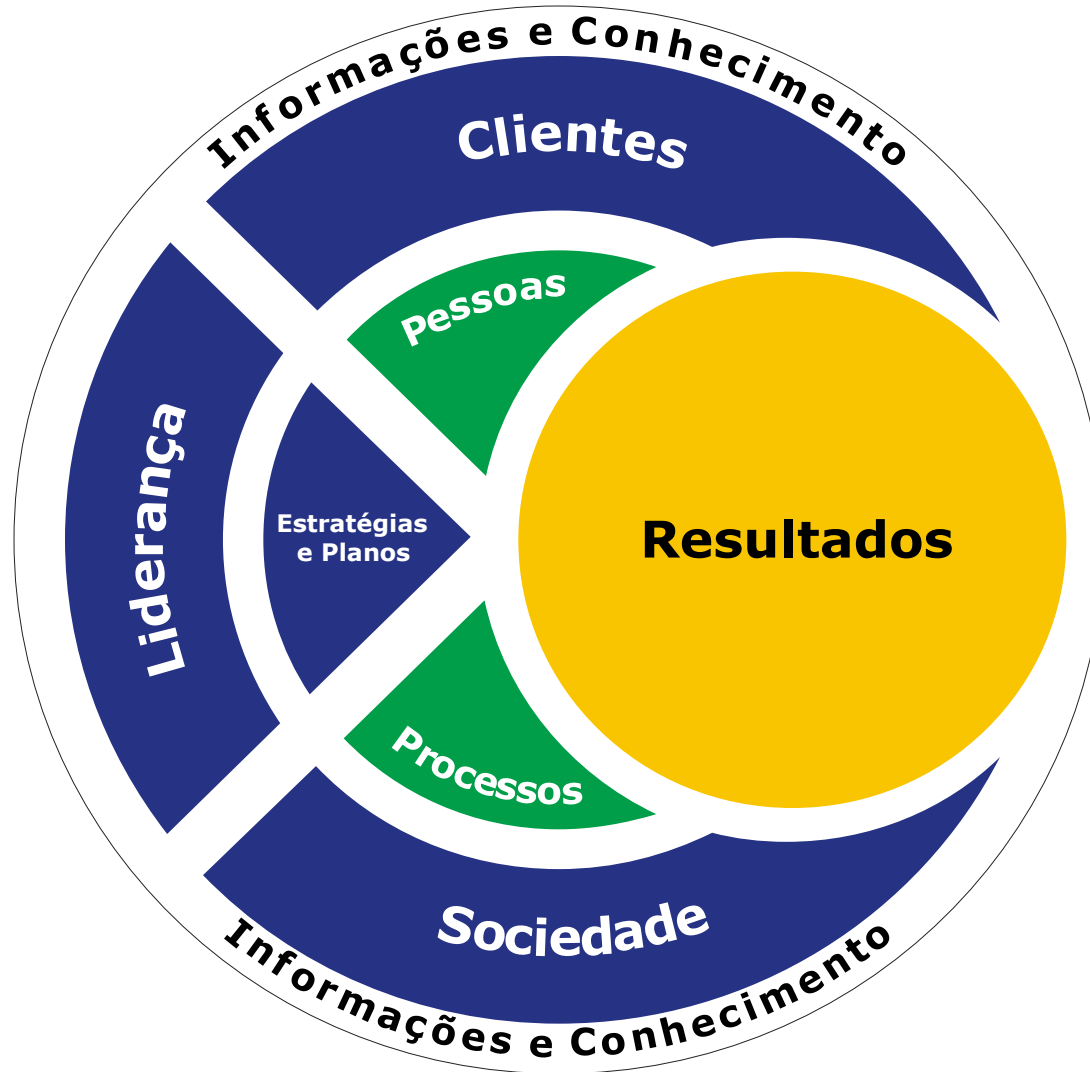 Informações e Conhecimento
Clientes
Pessoas
Liderança
Estratégias
e Planos
Resultados
Processos
Sociedade
Informações e Conhecimento